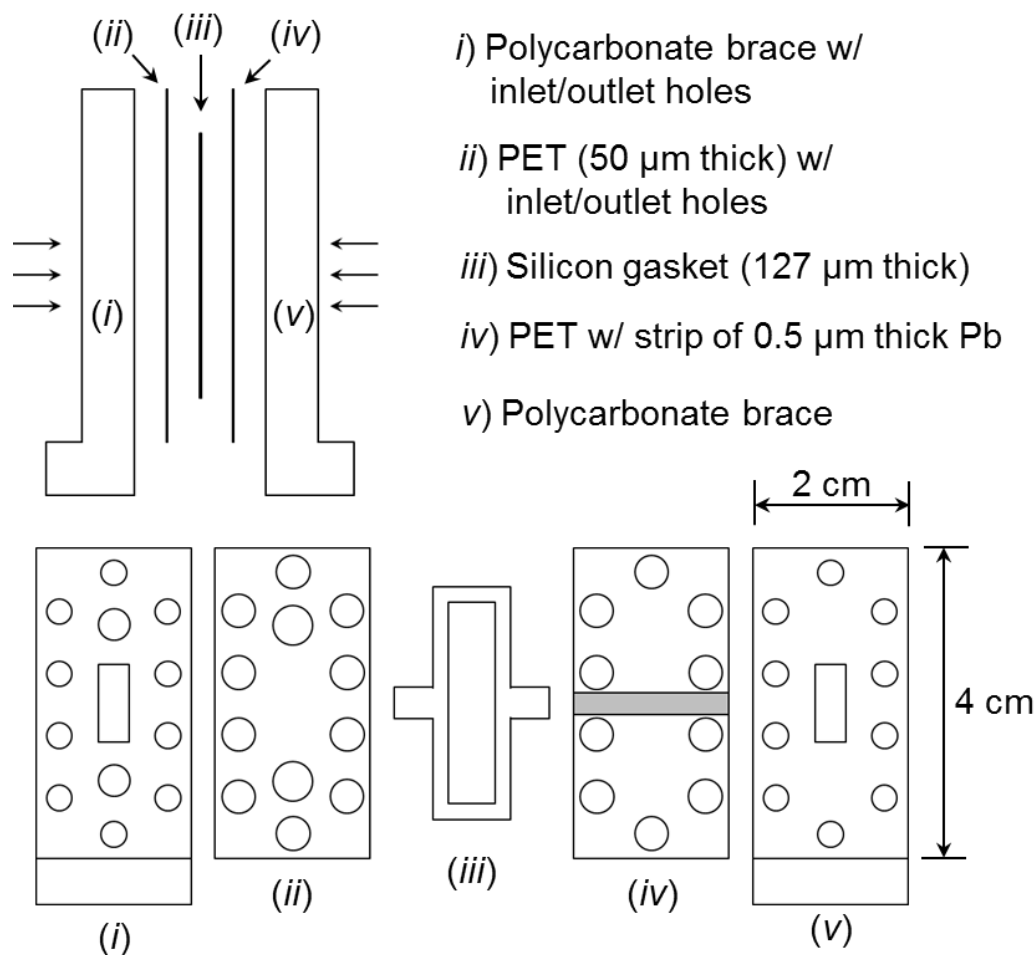 (ii)
(iii)
(iv)
(i)
(v)
i) Polycarbonate brace w/
inlet/outlet holes
ii) PET (50 μm thick) w/
inlet/outlet holes
iii) Silicon gasket (127 μm thick)
iv) PET w/ strip of 0.5 μm thick Pb
v) Polycarbonate brace
2 cm
4 cm
(i)
(ii)
(iii)
(iv)
(v)